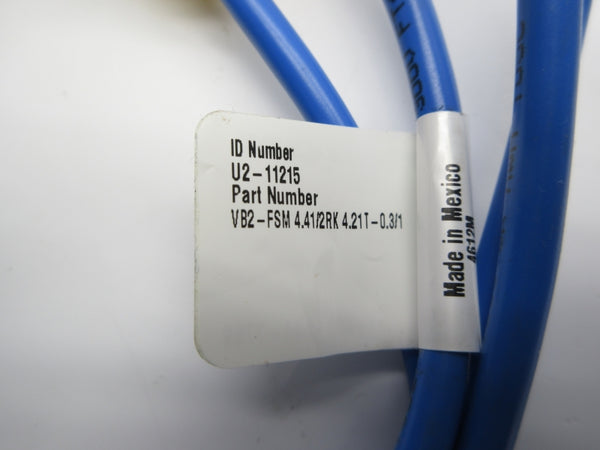 ID Number
U2-11215
Part Number
VB2-FSM 4.41/2RK 4.21T-0.3/1
Made in Mexico
4612M